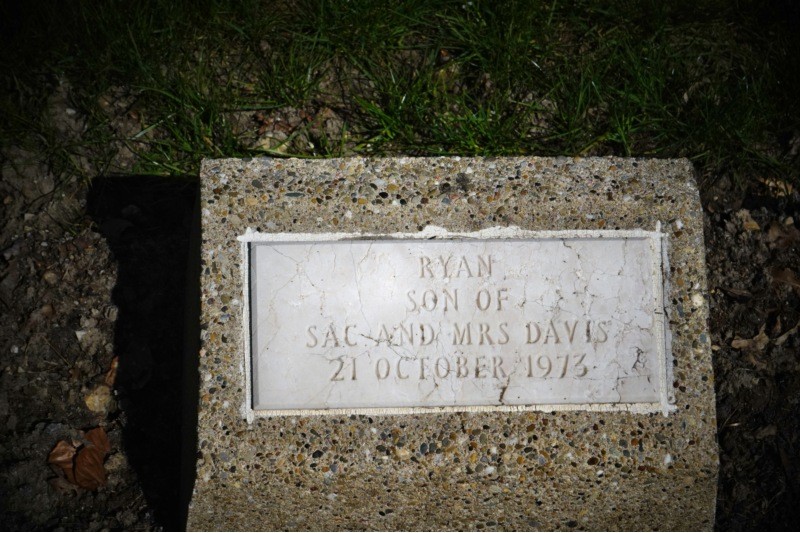 RYAN
SON OF
SAC AND MRS DAVIS
21 OCTOBER 1973